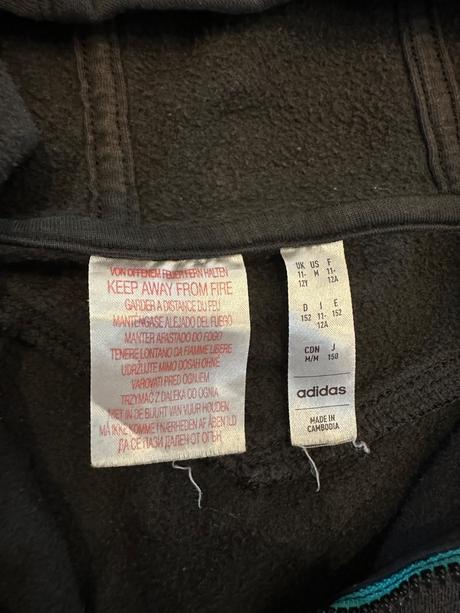 VON OFFENEM FEUER FERN HALTEN
KEEP AWAY FROM FIRE
GARDER A DISTANCE DU FEU
MANTÉNGASE ALEJADO DEL FUEGO
MANTER AFASTADO DO FOGO
TENERE LONTANO DA FIAMME LIBERE
UDRŽUJTE MIMO DOSAH OHNE
VAROVATI PRED OGNJEM
TRZYMAĆ Z DALEKA OD OGNIA
NIET IN DE BUURT VAN VUUR HOUDEN
MÅ IKKE KOMME I NÆRHEDEN AF ÅBEN ILD
ДА СЕ ПАЗИ ДАЛЕЧ ОТ ОГЪН
UK US F
11- M 11-
12Y 12A
D I E
152 11- 152
12A
CDN J
M/M 150
adidas
MADE IN
CAMBODIA